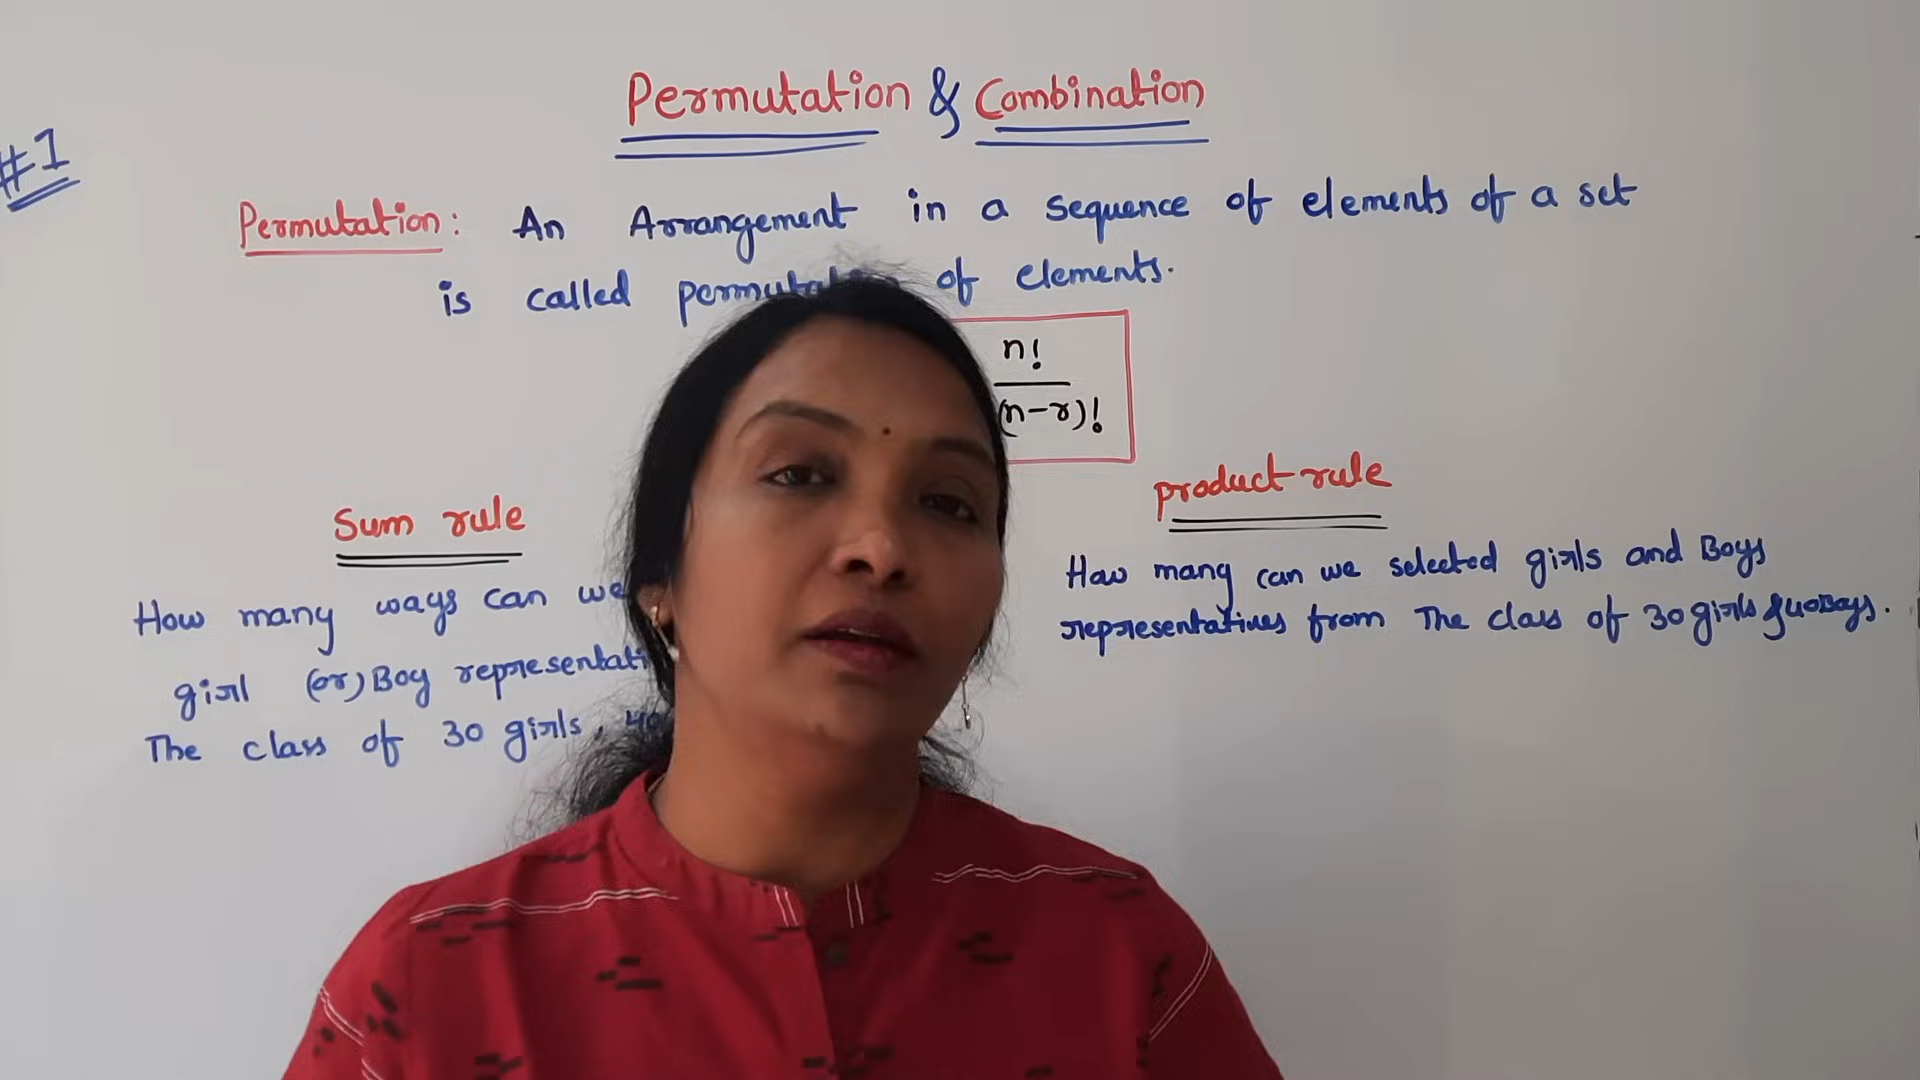 Permutation & Combination
#1
Permutation: An Arrangement in a sequence of elements of a set
is called of elements.
n!
(n-r)!
Sum rule
How many ways can we
girl (or) Boy
The class of 30 girls,
product rule
How many can we selected girls and Boys
representatives from The class of 30 girls & 40 Boys.